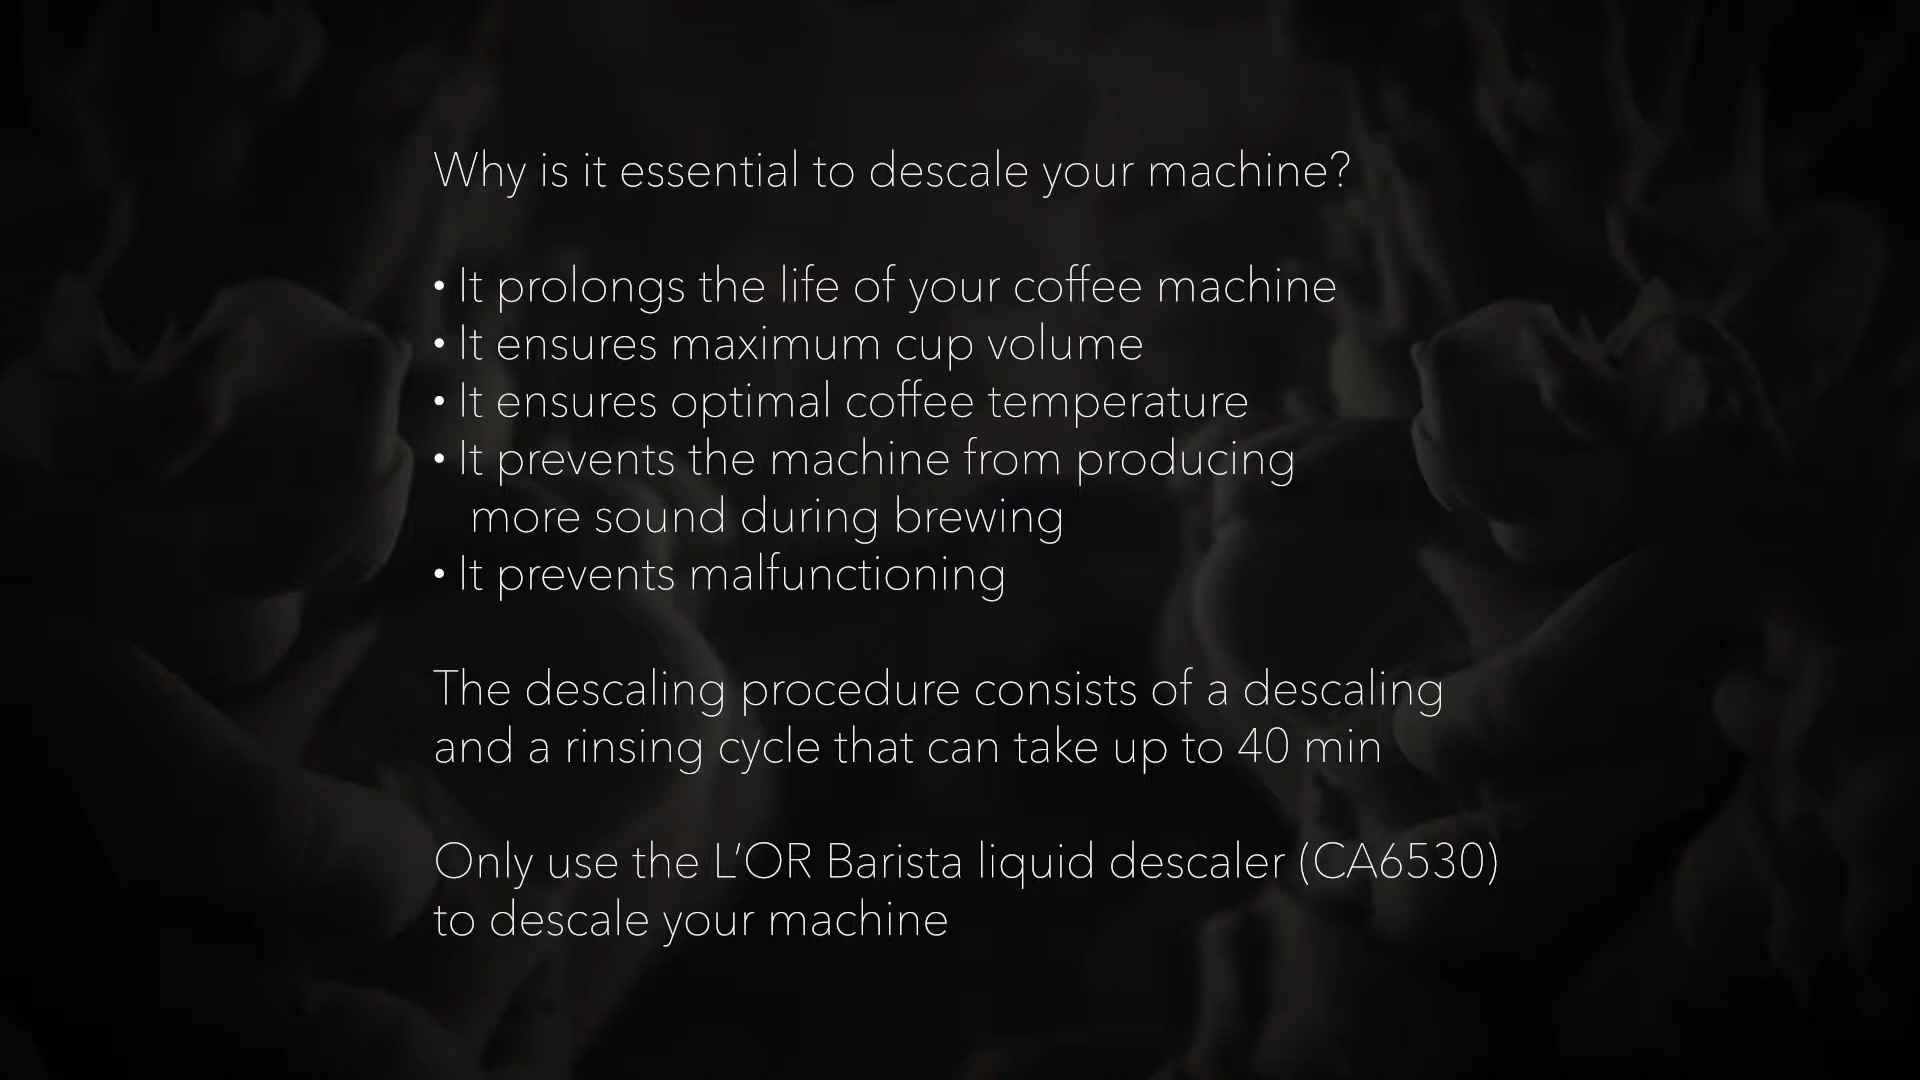 Why is it essential to descale your machine?
• It prolongs the life of your coffee machine
• It ensures maximum cup volume
• It ensures optimal coffee temperature
• It prevents the machine from producing
more sound during brewing
• It prevents malfunctioning
The descaling procedure consists of a descaling
and a rinsing cycle that can take up to 40 min
Only use the L’OR Barista liquid descaler (CA6530)
to descale your machine